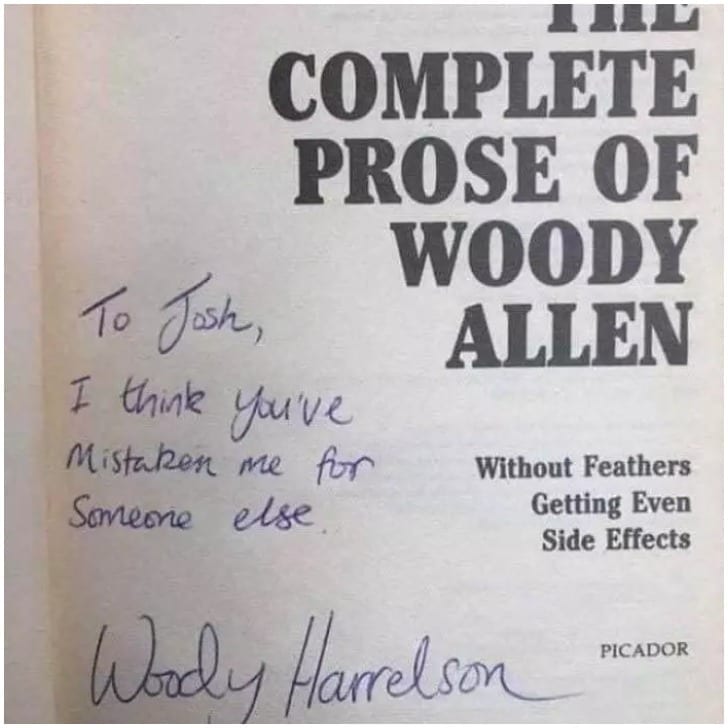 THE
COMPLETE
PROSE OF
WOODY
ALLEN
To Josh,
I think you've
Mistaken me for
Someone else.
Without Feathers
Getting Even
Side Effects
Woody Harrelson
PICADOR